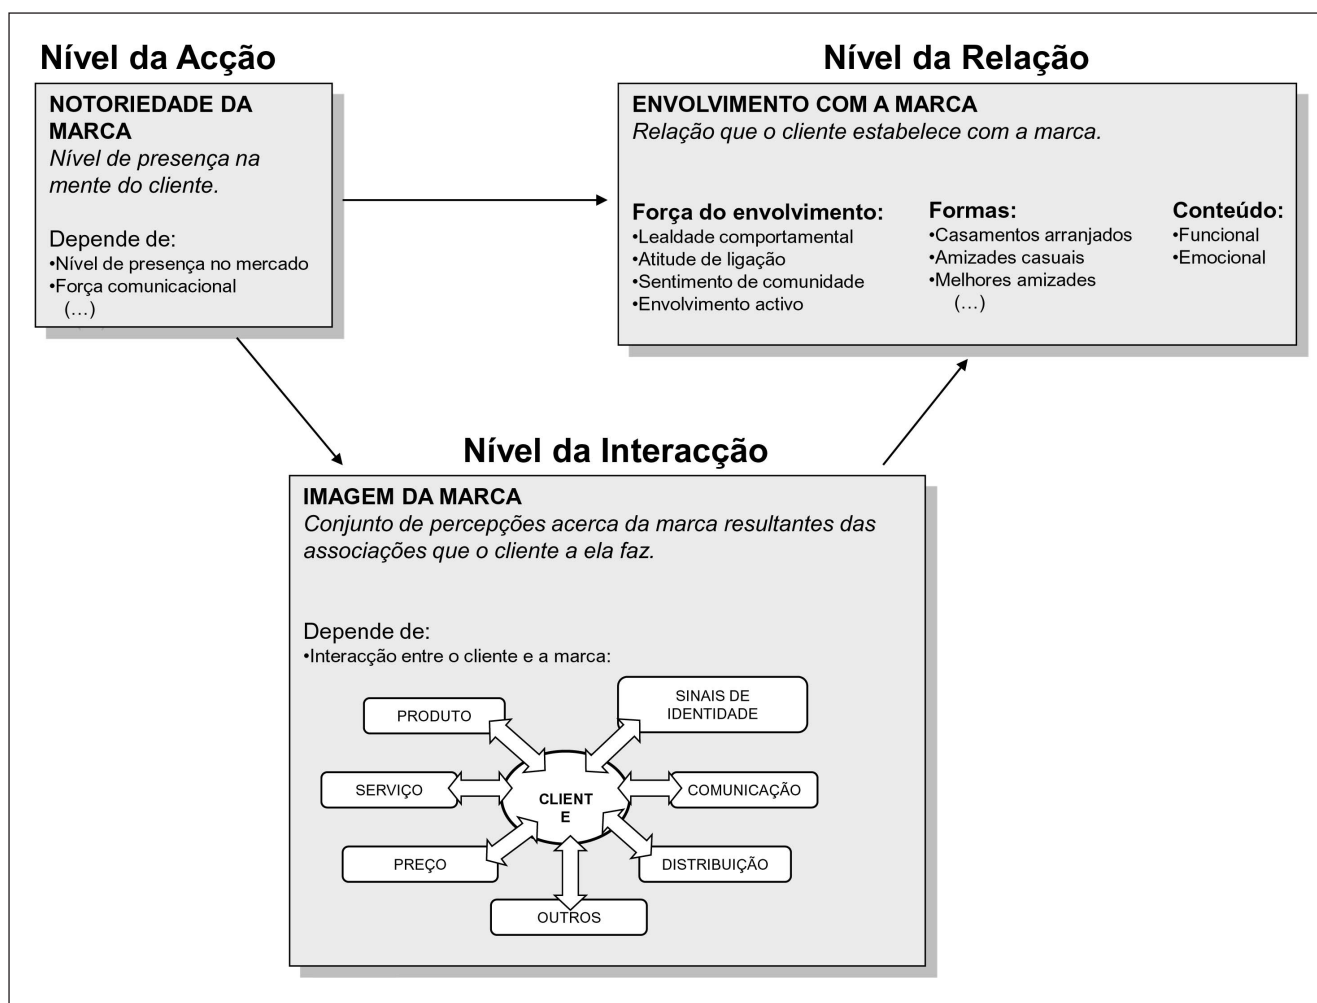 Nível da Acção
NOTORIEDADE DA
MARCA
Nível de presença na
mente do cliente.
Depende de:
•Nível de presença no mercado
•Força comunicacional
(…)
Nível da Relação
ENVOLVIMENTO COM A MARCA
Relação que o cliente estabelece com a marca.
Força do envolvimento:
•Lealdade comportamental
•Atitude de ligação
•Sentimento de comunidade
•Envolvimento activo
Formas:
•Casamentos arranjados
•Amizades casuais
•Melhores amizades
(…)
Conteúdo:
•Funcional
•Emocional
Nível da Interacção
IMAGEM DA MARCA
Conjunto de percepções acerca da marca resultantes das
associações que o cliente a ela faz.
Depende de:
•Interacção entre o cliente e a marca:
PRODUTO
SINAIS DE
IDENTIDADE
SERVIÇO
CLIENT
E
COMUNICAÇÃO
PREÇO
DISTRIBUIÇÃO
OUTROS